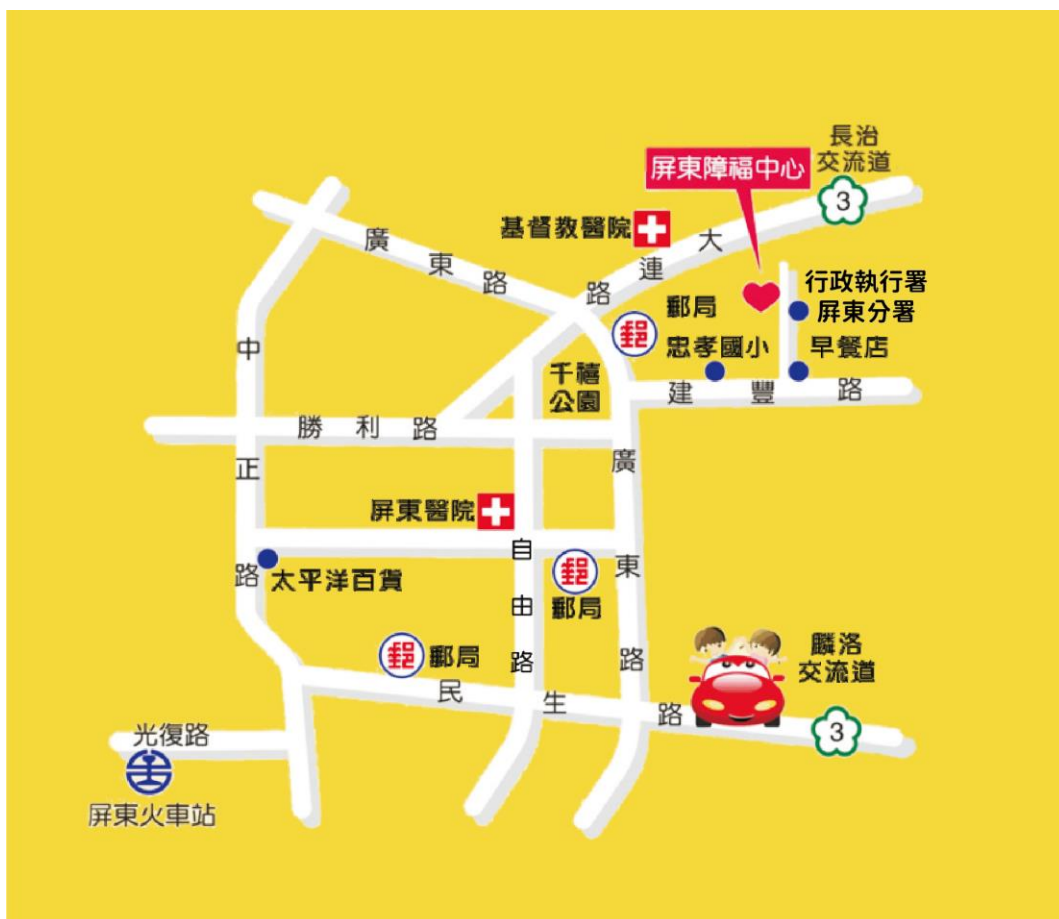 長治
交流道
3
屏東障福中心
基督教醫院
大連路
廣東路
行政執行署
屏東分署
郵局
郵
忠孝國小
早餐店
千禧
公園
建豐路
中正路
勝利路
廣東路
屏東醫院
自由路
郵
郵局
太平洋百貨
郵
郵局
民生路
麟洛
交流道
3
光復路
屏東火車站